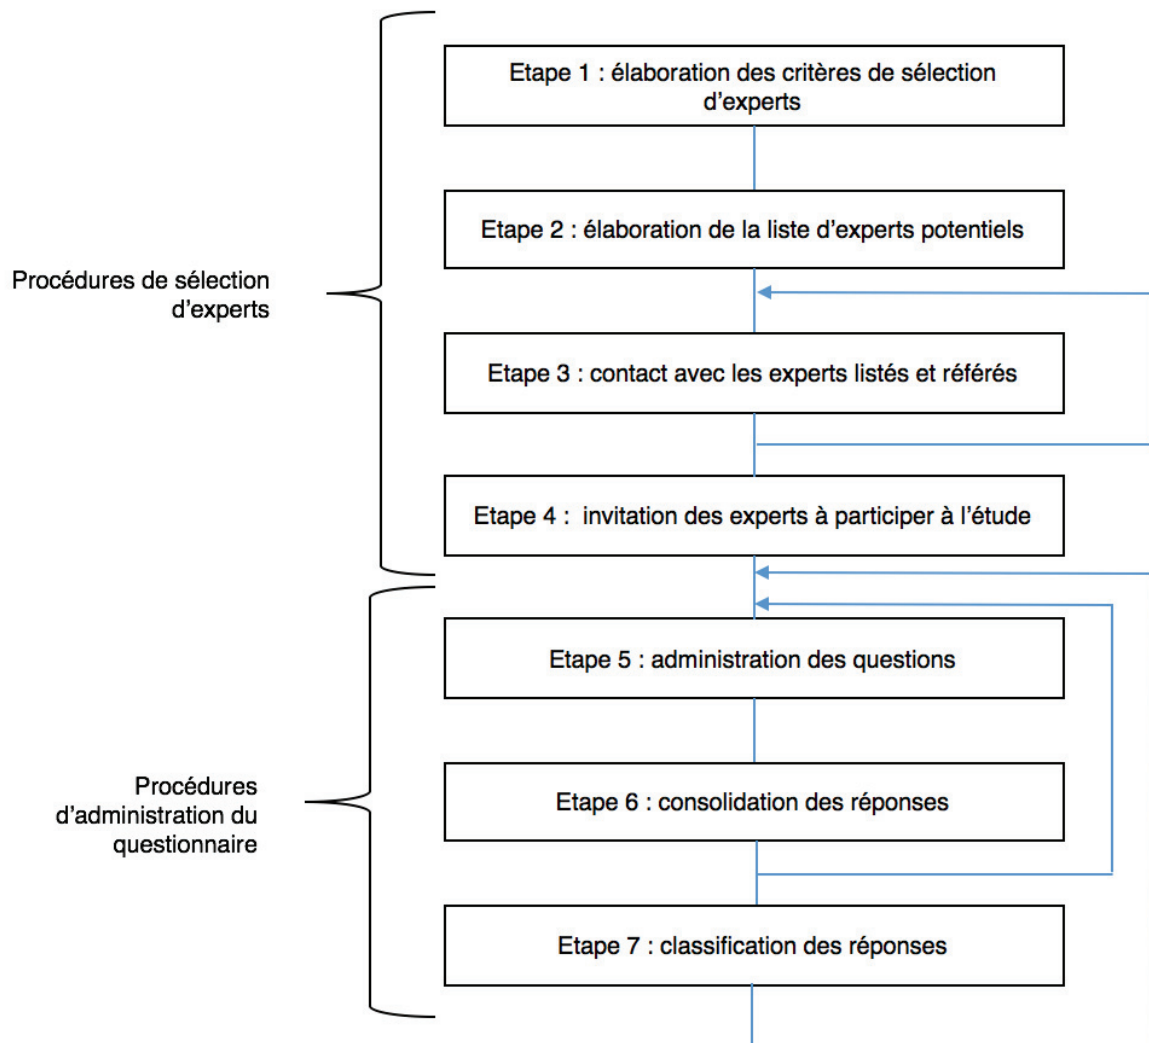 Etape 1 : élaboration des critères de sélection
d’experts
Etape 2 : élaboration de la liste d’experts potentiels
Procédures de sélection
d’experts
Etape 3 : contact avec les experts listés et référés
Etape 4 :  invitation des experts à participer à l’étude
Etape 5 : administration des questions
Procédures
d’administration du
questionnaire
Etape 6 : consolidation des réponses
Etape 7 : classification des réponses